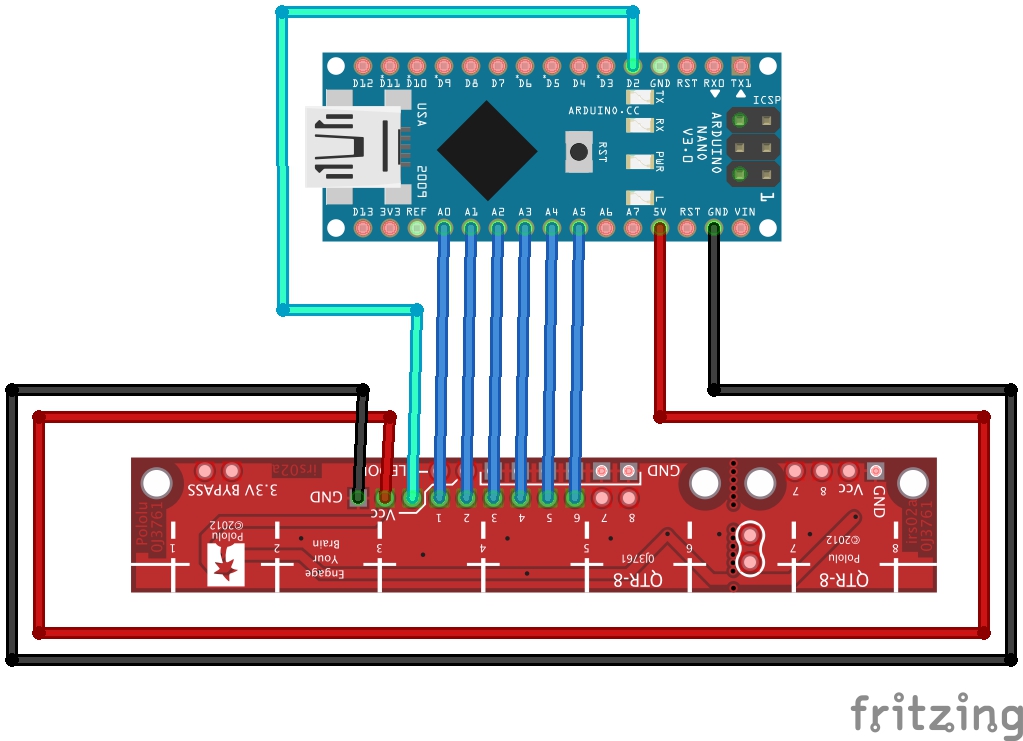 D12 D11 D10 D9 D8 D7 D6 D5 D4 D3 D2 GND RST RX0 TX1
TX
ICSP
USA
ARDUINO.CC
RX
ARDUINO
NANO
V3.0
RST
PWR
L
1
D13 3V3 REF A0 A1 A2 A3 A4 A5 A6 A7 5V RST GND VIN
irs02a
GND
3.3V BYPASS
GND
Vcc
1 2 3 4 5 6 7 8
7 8 Vcc GND
Pololu
0J3761
©2012
Pololu
Engage
Your
Brain
0J3761
QTR-8
©2012
Pololu
QTR-8
irs02a
0J3761
1 2 3 4 5 6 7 8
fritzing